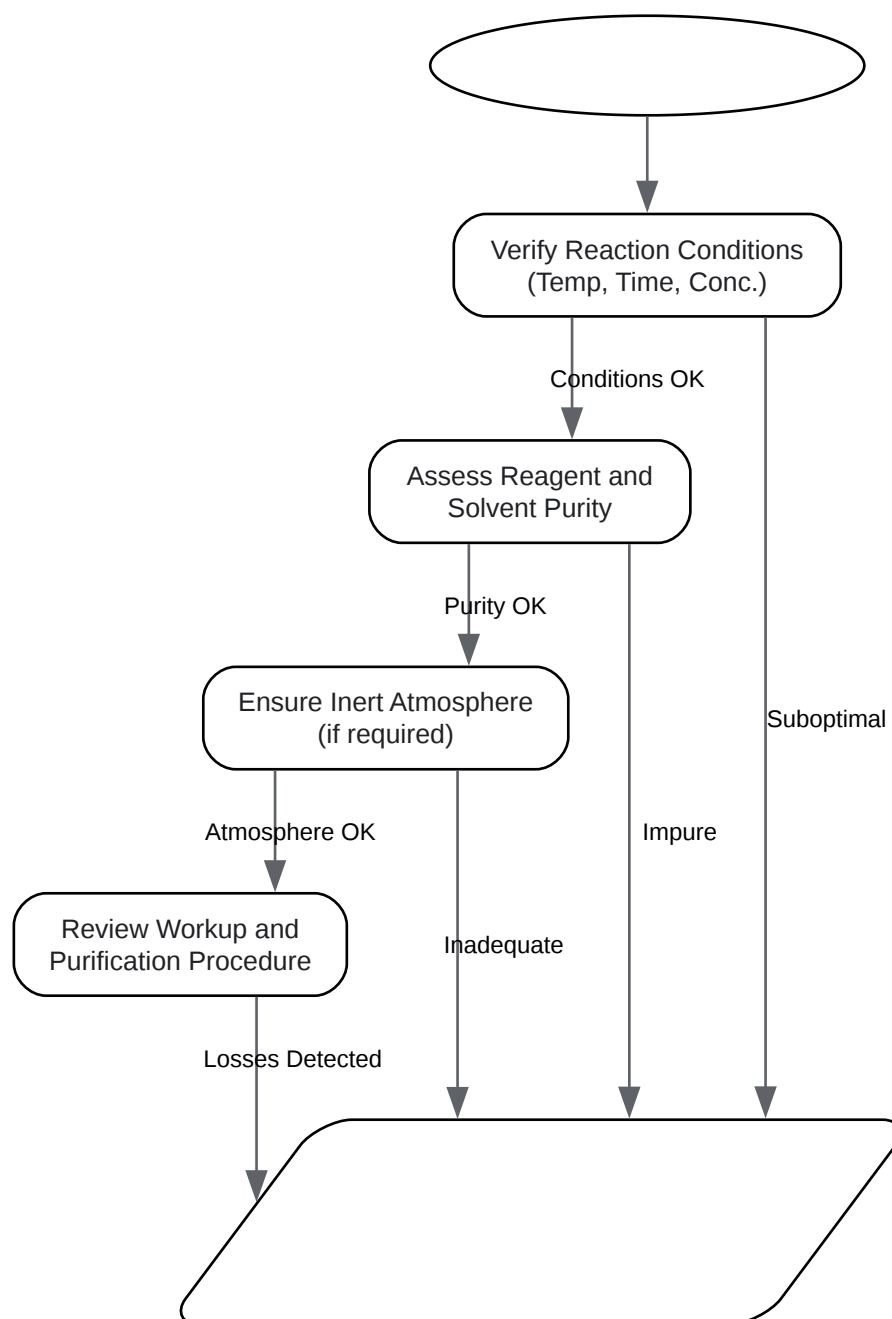 Verify Reaction Conditions
(Temp, Time, Conc.)
Conditions OK
Assess Reagent and
Solvent Purity
Purity OK
Ensure Inert Atmosphere
(if required)
Suboptimal
Atmosphere OK
Impure
Review Workup and
Purification Procedure
Inadequate
Losses Detected